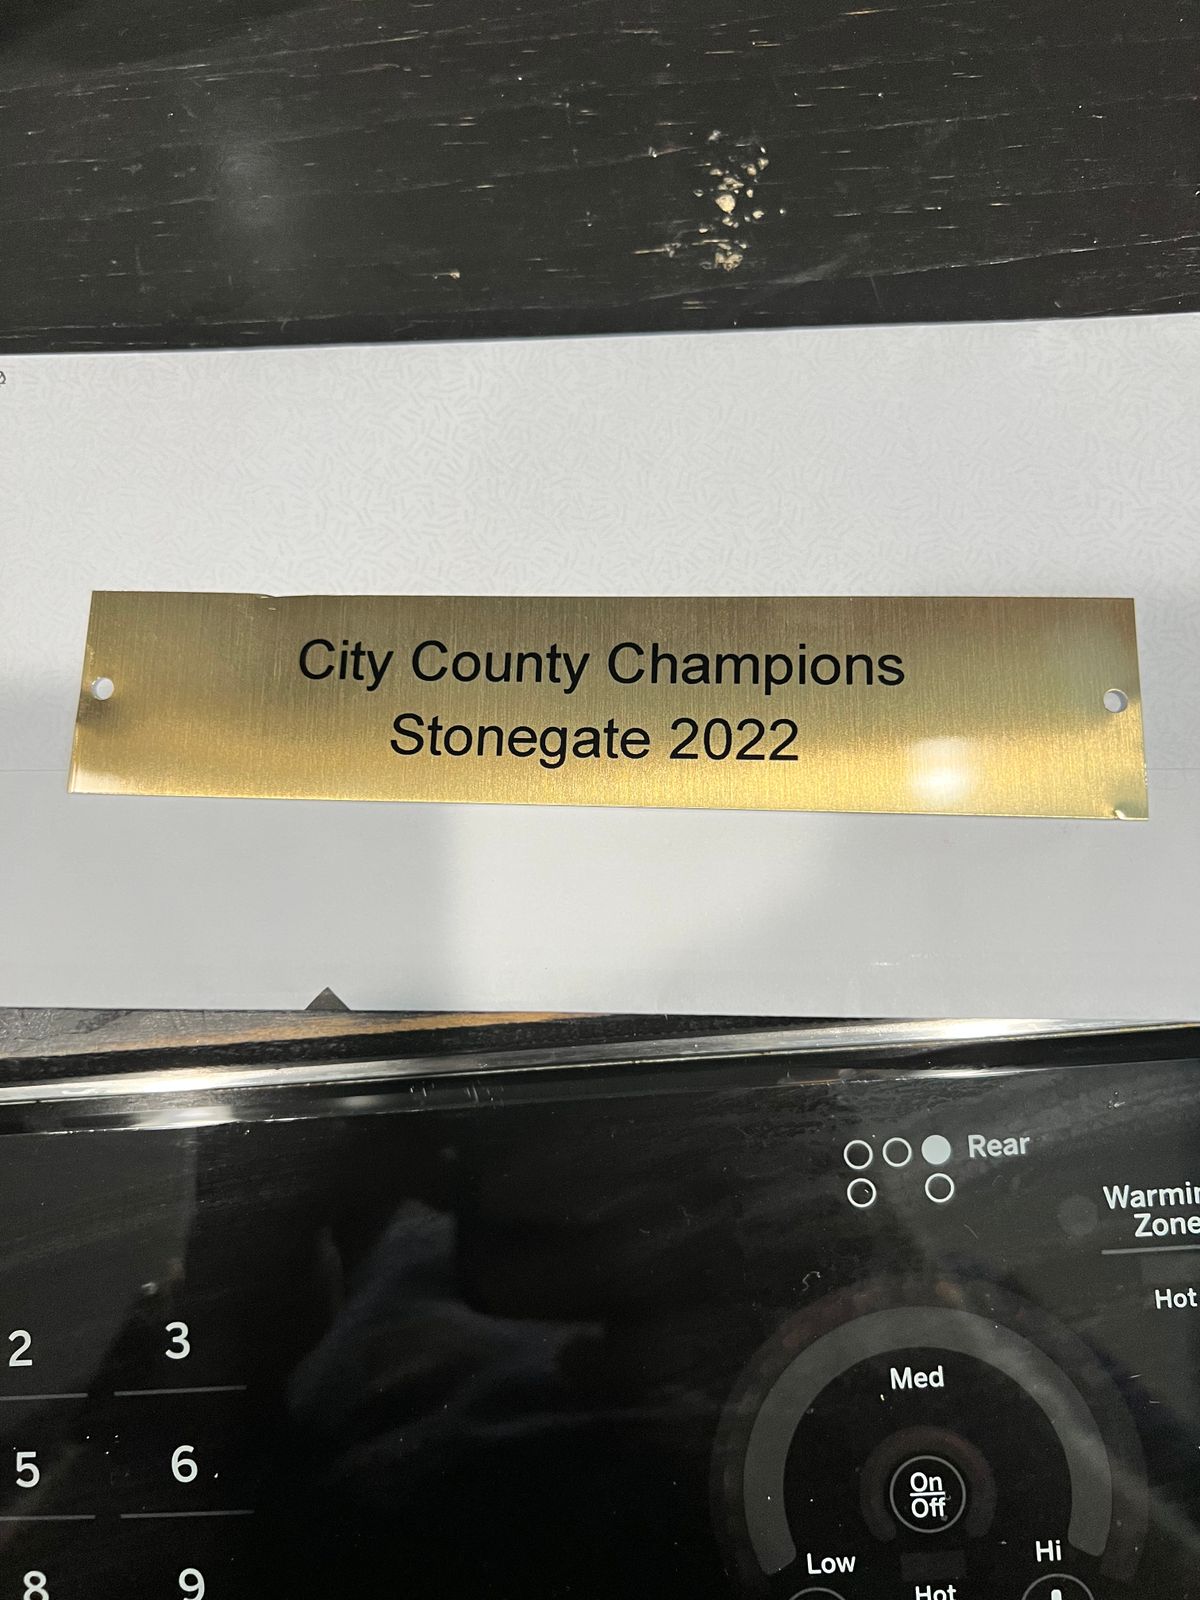 City County Champions
Stonegate 2022
Rear
Warmin
Zone
Hot
2
3
Med
5
6
On
Off
Low
Hi
8
9
Hot